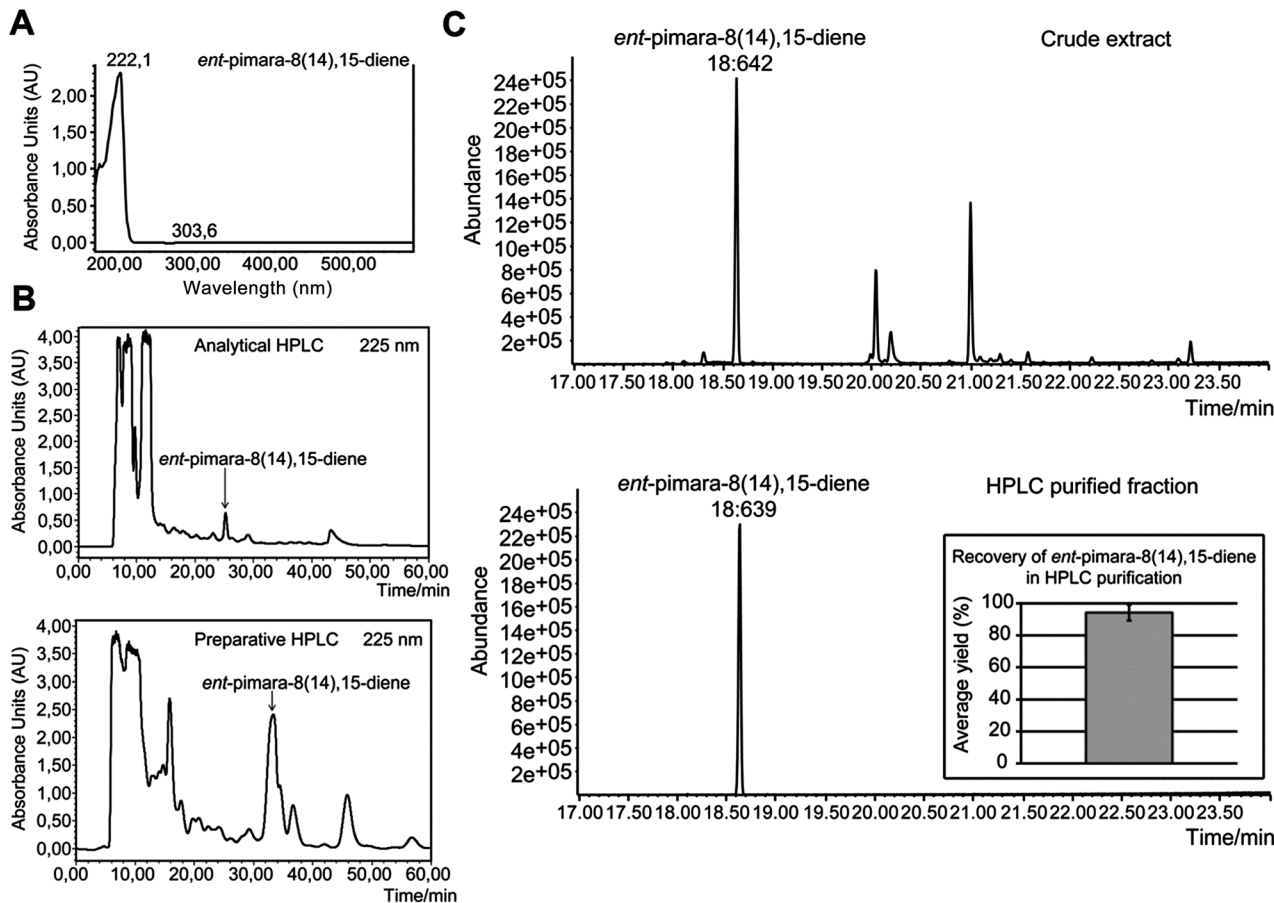 A
222,1
ent-pimara-8(14),15-diene
2,00
1,50
1,00
0,50
0,00
Absorbance Units (AU)
303,6
200,00 300,00 400,00 500,00
Wavelength (nm)
B
4,00
3,50
3,00
2,50
2,00
1,50
1,00
0,50
0,00
Absorbance Units (AU)
Analytical HPLC 225 nm
ent-pimara-8(14),15-diene
0,00 10,00 20,00 30,00 40,00 50,00 60,00
Time/min
4,00
3,50
3,00
2,50
2,00
1,50
1,00
0,50
0,00
Absorbance Units (AU)
Preparative HPLC 225 nm
ent-pimara-8(14),15-diene
0,00 10,00 20,00 30,00 40,00 50,00 60,00
Time/min
C
ent-pimara-8(14),15-diene
18:642
Crude extract
24e+05
22e+05
20e+05
18e+05
16e+05
14e+05
12e+05
10e+05
8e+05
6e+05
4e+05
2e+05
Abundance
17.00 17.50 18.00 18.50 19.00 19.50 20.00 20.50 21.00 21.50 22.00 22.50 23.00 23.50
Time/min
ent-pimara-8(14),15-diene
18:639
HPLC purified fraction
24e+05
22e+05
20e+05
18e+05
16e+05
14e+05
12e+05
10e+05
8e+05
6e+05
4e+05
2e+05
Abundance
17.00 17.50 18.00 18.50 19.00 19.50 20.00 20.50 21.00 21.50 22.00 22.50 23.00 23.50
Time/min
Recovery of ent-pimara-8(14),15-diene
in HPLC purification
100
80
60
40
20
0
Average yield (%)